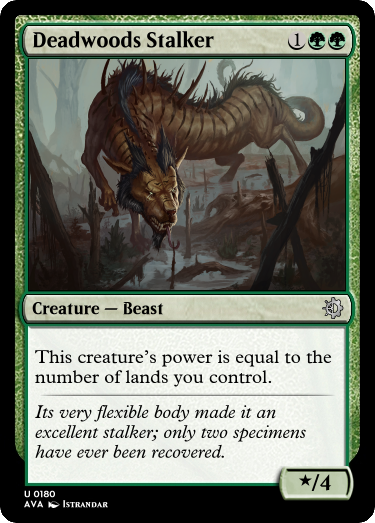 Deadwoods Stalker 1
Creature — Beast
This creature's power is equal to the
number of lands you control.
Its very flexible body made it an
excellent stalker; only two specimens
have ever been recovered.
★/4
U 0180
AVA Istrandar